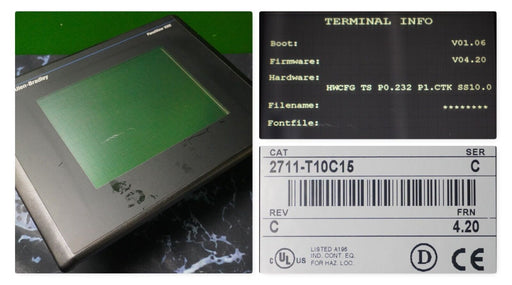 Allen-Bradley
PanelView 1000
TERMINAL INFO
Boot: V01.06
Firmware: V04.20
Hardware:
HWCFG TS P0.232 P1.CTK SS10.0
Filename: ********
Fontfile:
CAT SER
2711-T10C15 C
REV FRN
C 4.20
C UL US
LISTED A196
IND. CONT. EQ.
FOR HAZ. LOC.
D
CE